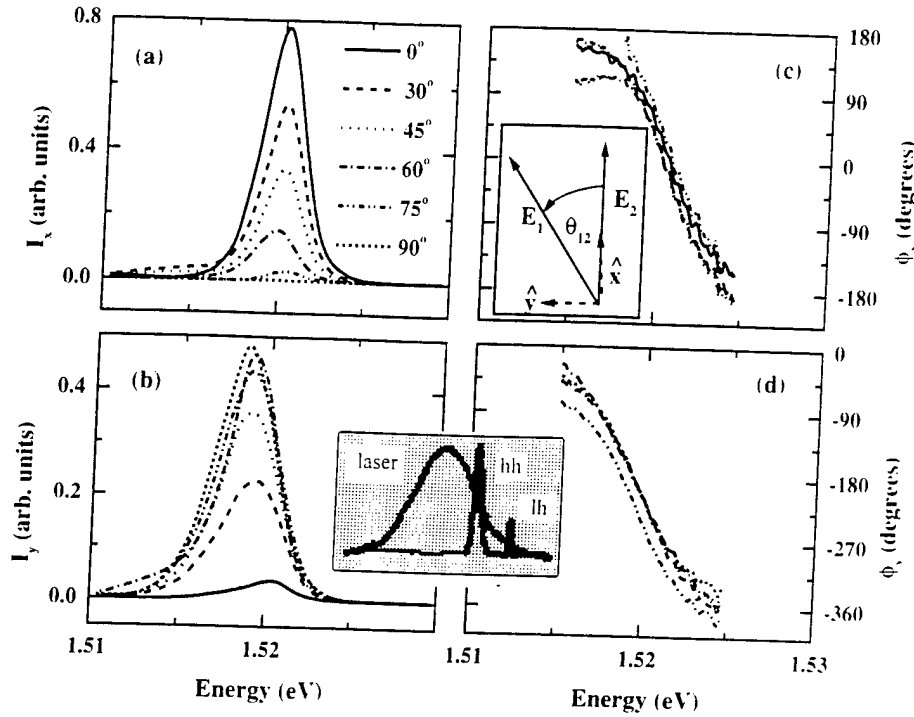 0.8
0.4
0.0
I_x (arb. units)
(a)
0°
30°
45°
60°
75°
90°
(c)
180
90
0
-90
-180
ϕ_x (degrees)
E_1
E_2
θ_12
x̂
ŷ
0.4
0.2
0.0
I_y (arb. units)
(b)
laser
hh
lh
(d)
0
-90
-180
-270
-360
ϕ_y (degrees)
1.51
1.52
1.51
1.52
1.53
Energy (eV)
Energy (eV)